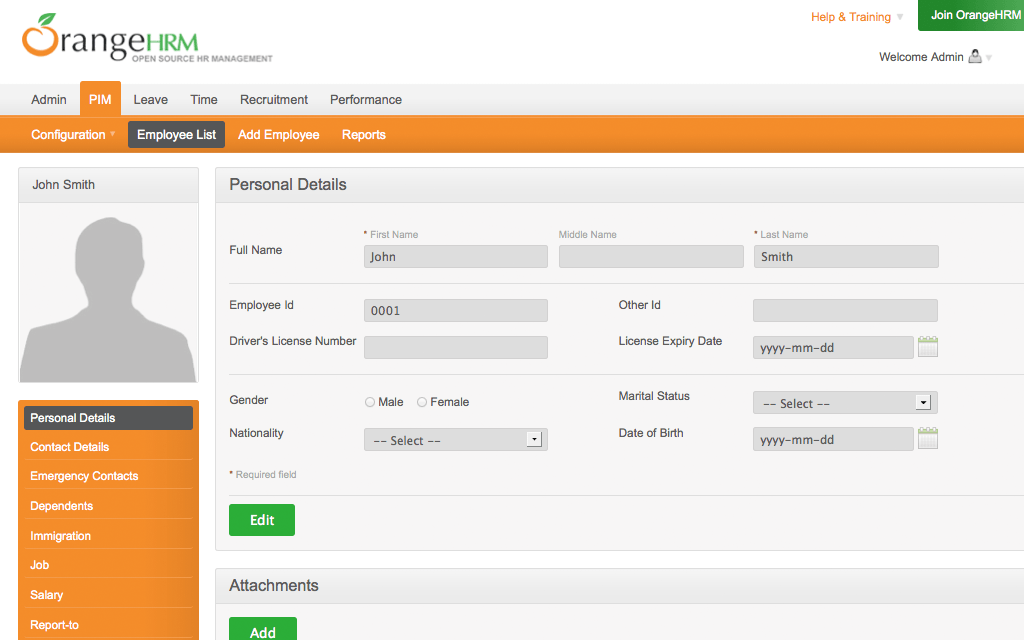 Help & Training
Join OrangeHRM
OrangeHRM
OPEN SOURCE HR MANAGEMENT
Welcome Admin
Admin PIM Leave Time Recruitment Performance
Configuration Employee List Add Employee Reports
John Smith
Personal Details
Contact Details
Emergency Contacts
Dependents
Immigration
Job
Salary
Report-to
Personal Details
* First Name Middle Name * Last Name
Full Name John Smith
Employee Id 0001 Other Id
Driver's License Number License Expiry Date yyyy-mm-dd
Gender Male Female Marital Status -- Select --
Nationality -- Select -- Date of Birth yyyy-mm-dd
* Required field
Edit
Attachments
Add